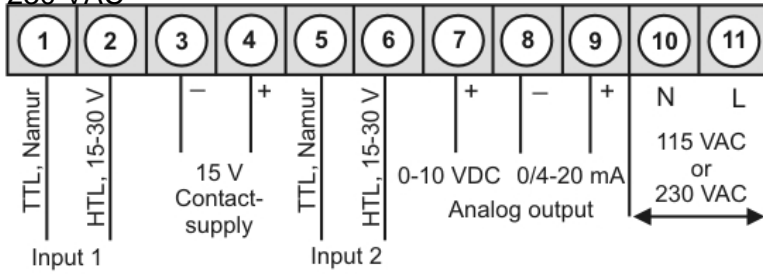 230 VAC
1 2 3 4 5 6 7 8 9 10 11
TTL, Namur
HTL, 15-30 V
– +
15 V
Contact-
supply
TTL, Namur
HTL, 15-30 V
+ – +
0-10 VDC 0/4-20 mA
Analog output
N L
115 VAC
or
230 VAC
Input 1
Input 2